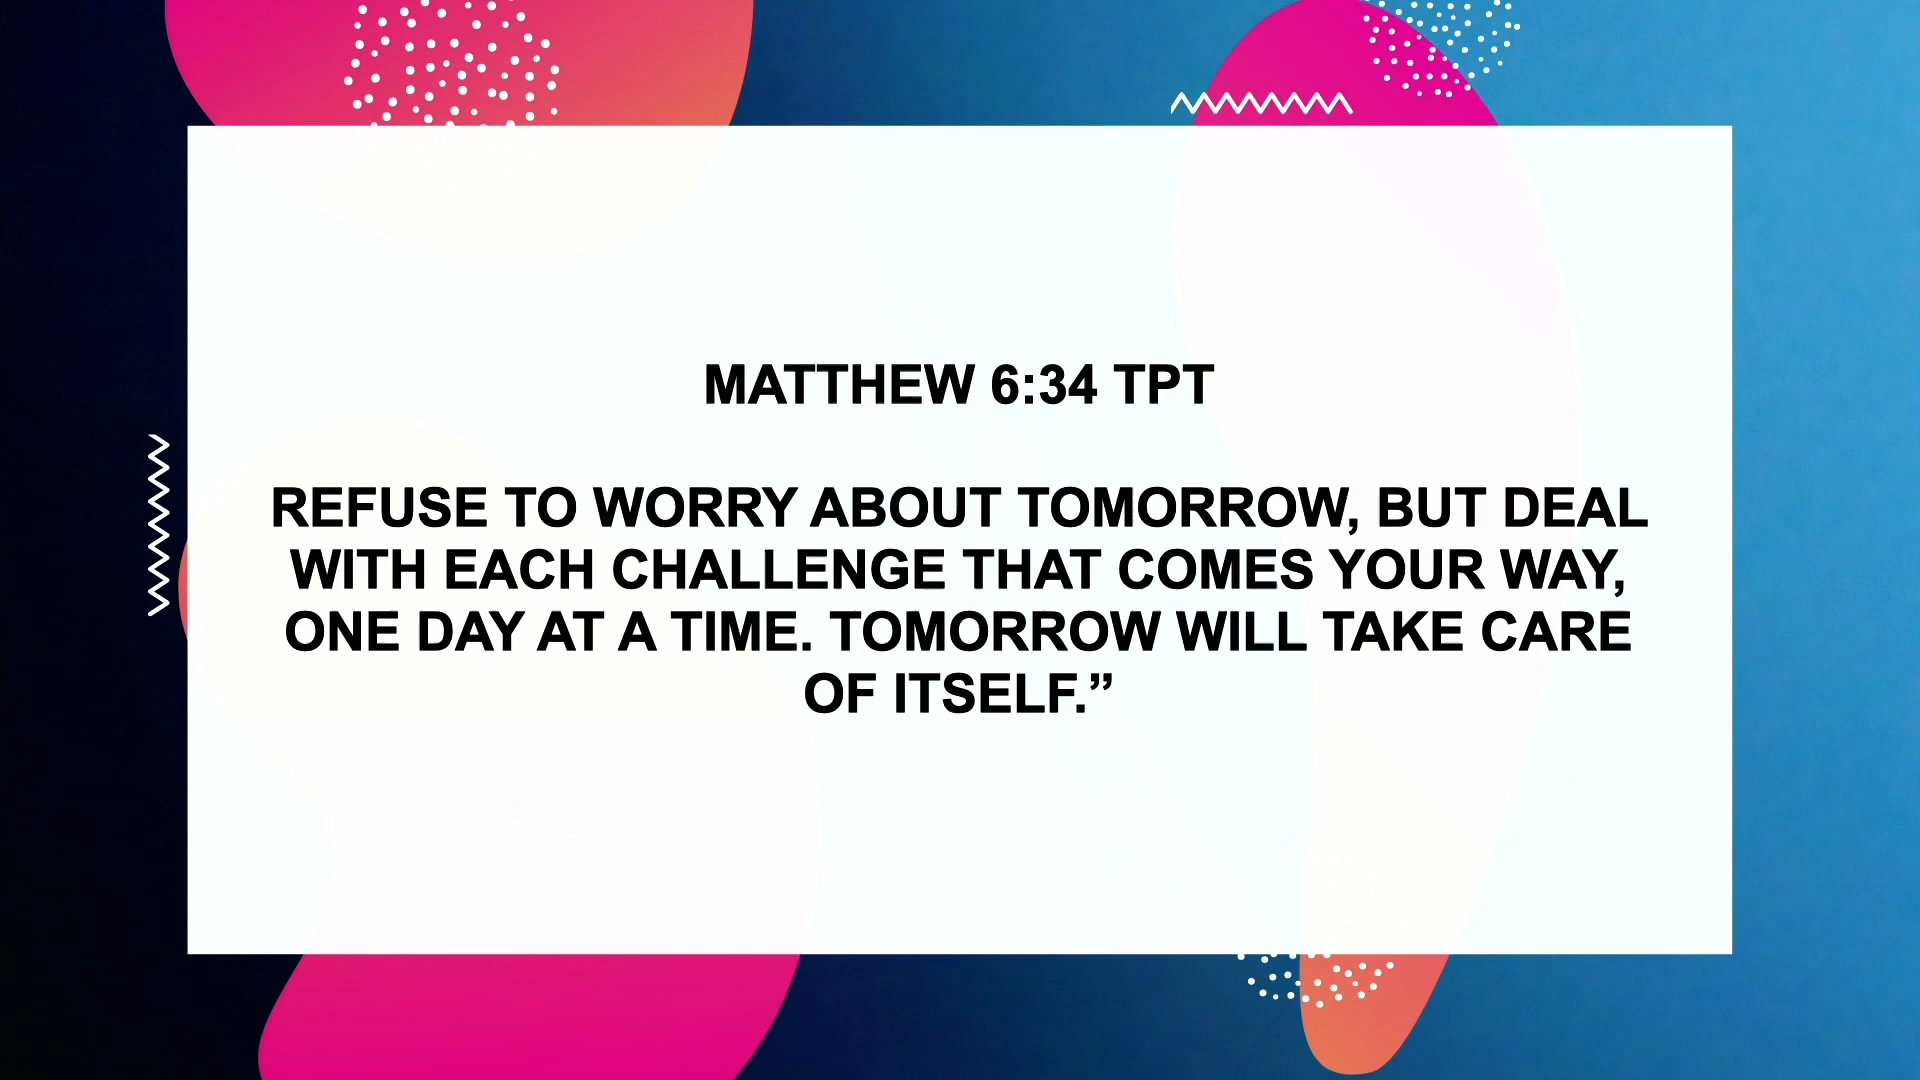 MATTHEW 6:34 TPT
REFUSE TO WORRY ABOUT TOMORROW, BUT DEAL
WITH EACH CHALLENGE THAT COMES YOUR WAY,
ONE DAY AT A TIME. TOMORROW WILL TAKE CARE
OF ITSELF.”